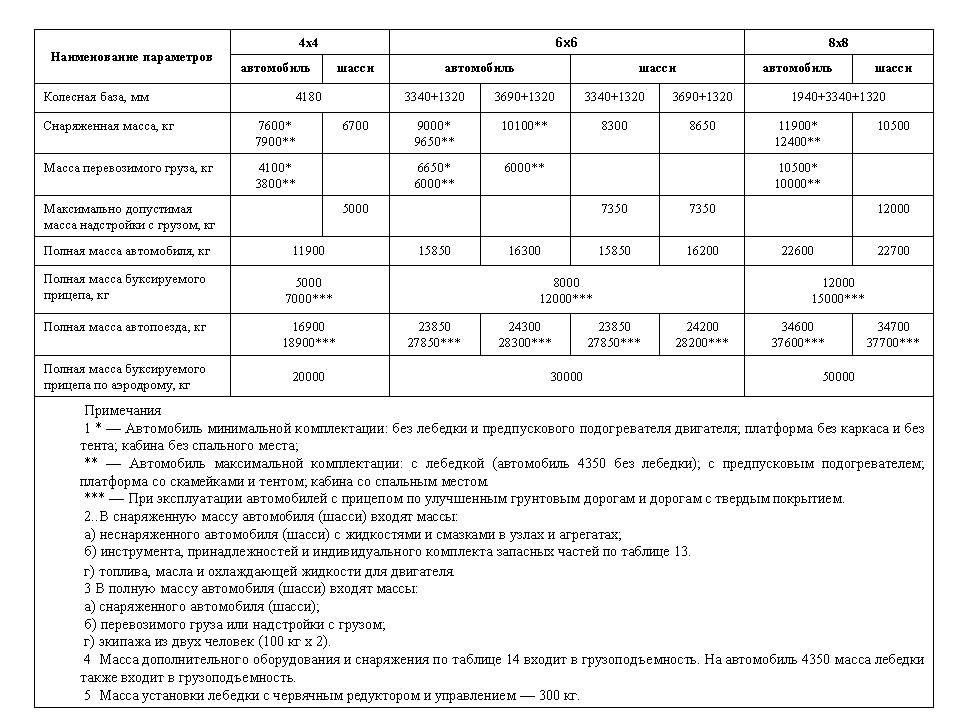 Наименование параметров 4х4 6х6 8х8
автомобиль шасси автомобиль шасси автомобиль шасси
Колесная база, мм 4180 3340+1320 3690+1320 3340+1320 3690+1320 1940+3340+1320
Снаряженная масса, кг 7600* 6700 9000* 10100** 8300 8650 11900* 10500
7900** 9650** 12400**
Масса перевозимого груза, кг 4100* 6650* 6000** 10500*
3800** 6000** 10000**
Максимально допустимая 5000 7350 7350 12000
масса надстройки с грузом, кг
Полная масса автомобиля, кг 11900 15850 16300 15850 16200 22600 22700
Полная масса буксируемого 5000 8000 12000
прицепа, кг 7000*** 12000*** 15000***
Полная масса автопоезда, кг 16900 23850 24300 23850 24200 34600 34700
18900*** 27850*** 28300*** 27850*** 28200*** 37600*** 37700***
Полная масса буксируемого 20000 30000 50000
прицепа по аэродрому, кг
Примечания
1 * — Автомобиль минимальной комплектации: без лебедки и предпускового подогревателя двигателя; платформа без каркаса и без
тента; кабина без спального места;
** — Автомобиль максимальной комплектации: с лебедкой (автомобиль 4350 без лебедки); с предпусковым подогревателем;
платформа со скамейками и тентом; кабина со спальным местом.
*** — При эксплуатации автомобилей с прицепом по улучшенным грунтовым дорогам и дорогам с твердым покрытием.
2..В снаряженную массу автомобиля (шасси) входят массы:
а) неснаряженного автомобиля (шасси) с жидкостями и смазками в узлах и агрегатах;
б) инструмента, принадлежностей и индивидуального комплекта запасных частей по таблице 13.
г) топлива, масла и охлаждающей жидкости для двигателя.
3 В полную массу автомобиля (шасси) входят массы:
а) снаряженного автомобиля (шасси);
б) перевозимого груза или надстройки с грузом;
г) экипажа из двух человек (100 кг х 2).
4 Масса дополнительного оборудования и снаряжения по таблице 14 входит в грузоподъемность. На автомобиль 4350 масса лебедки
также входит в грузоподъемность.
5 Масса установки лебедки с червячным редуктором и управлением — 300 кг.